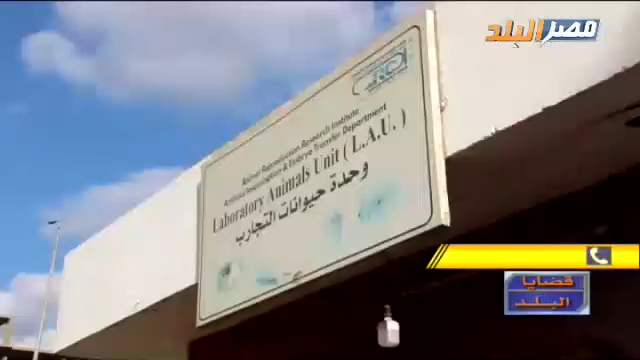 مصر البلد
Animal Reproduction Research Institute
Artificial Insemination & Embryo Transfer Department
Laboratory Animals Unit ( L.A.U. )
وحدة حيوانات التجارب
قضايا
البلد